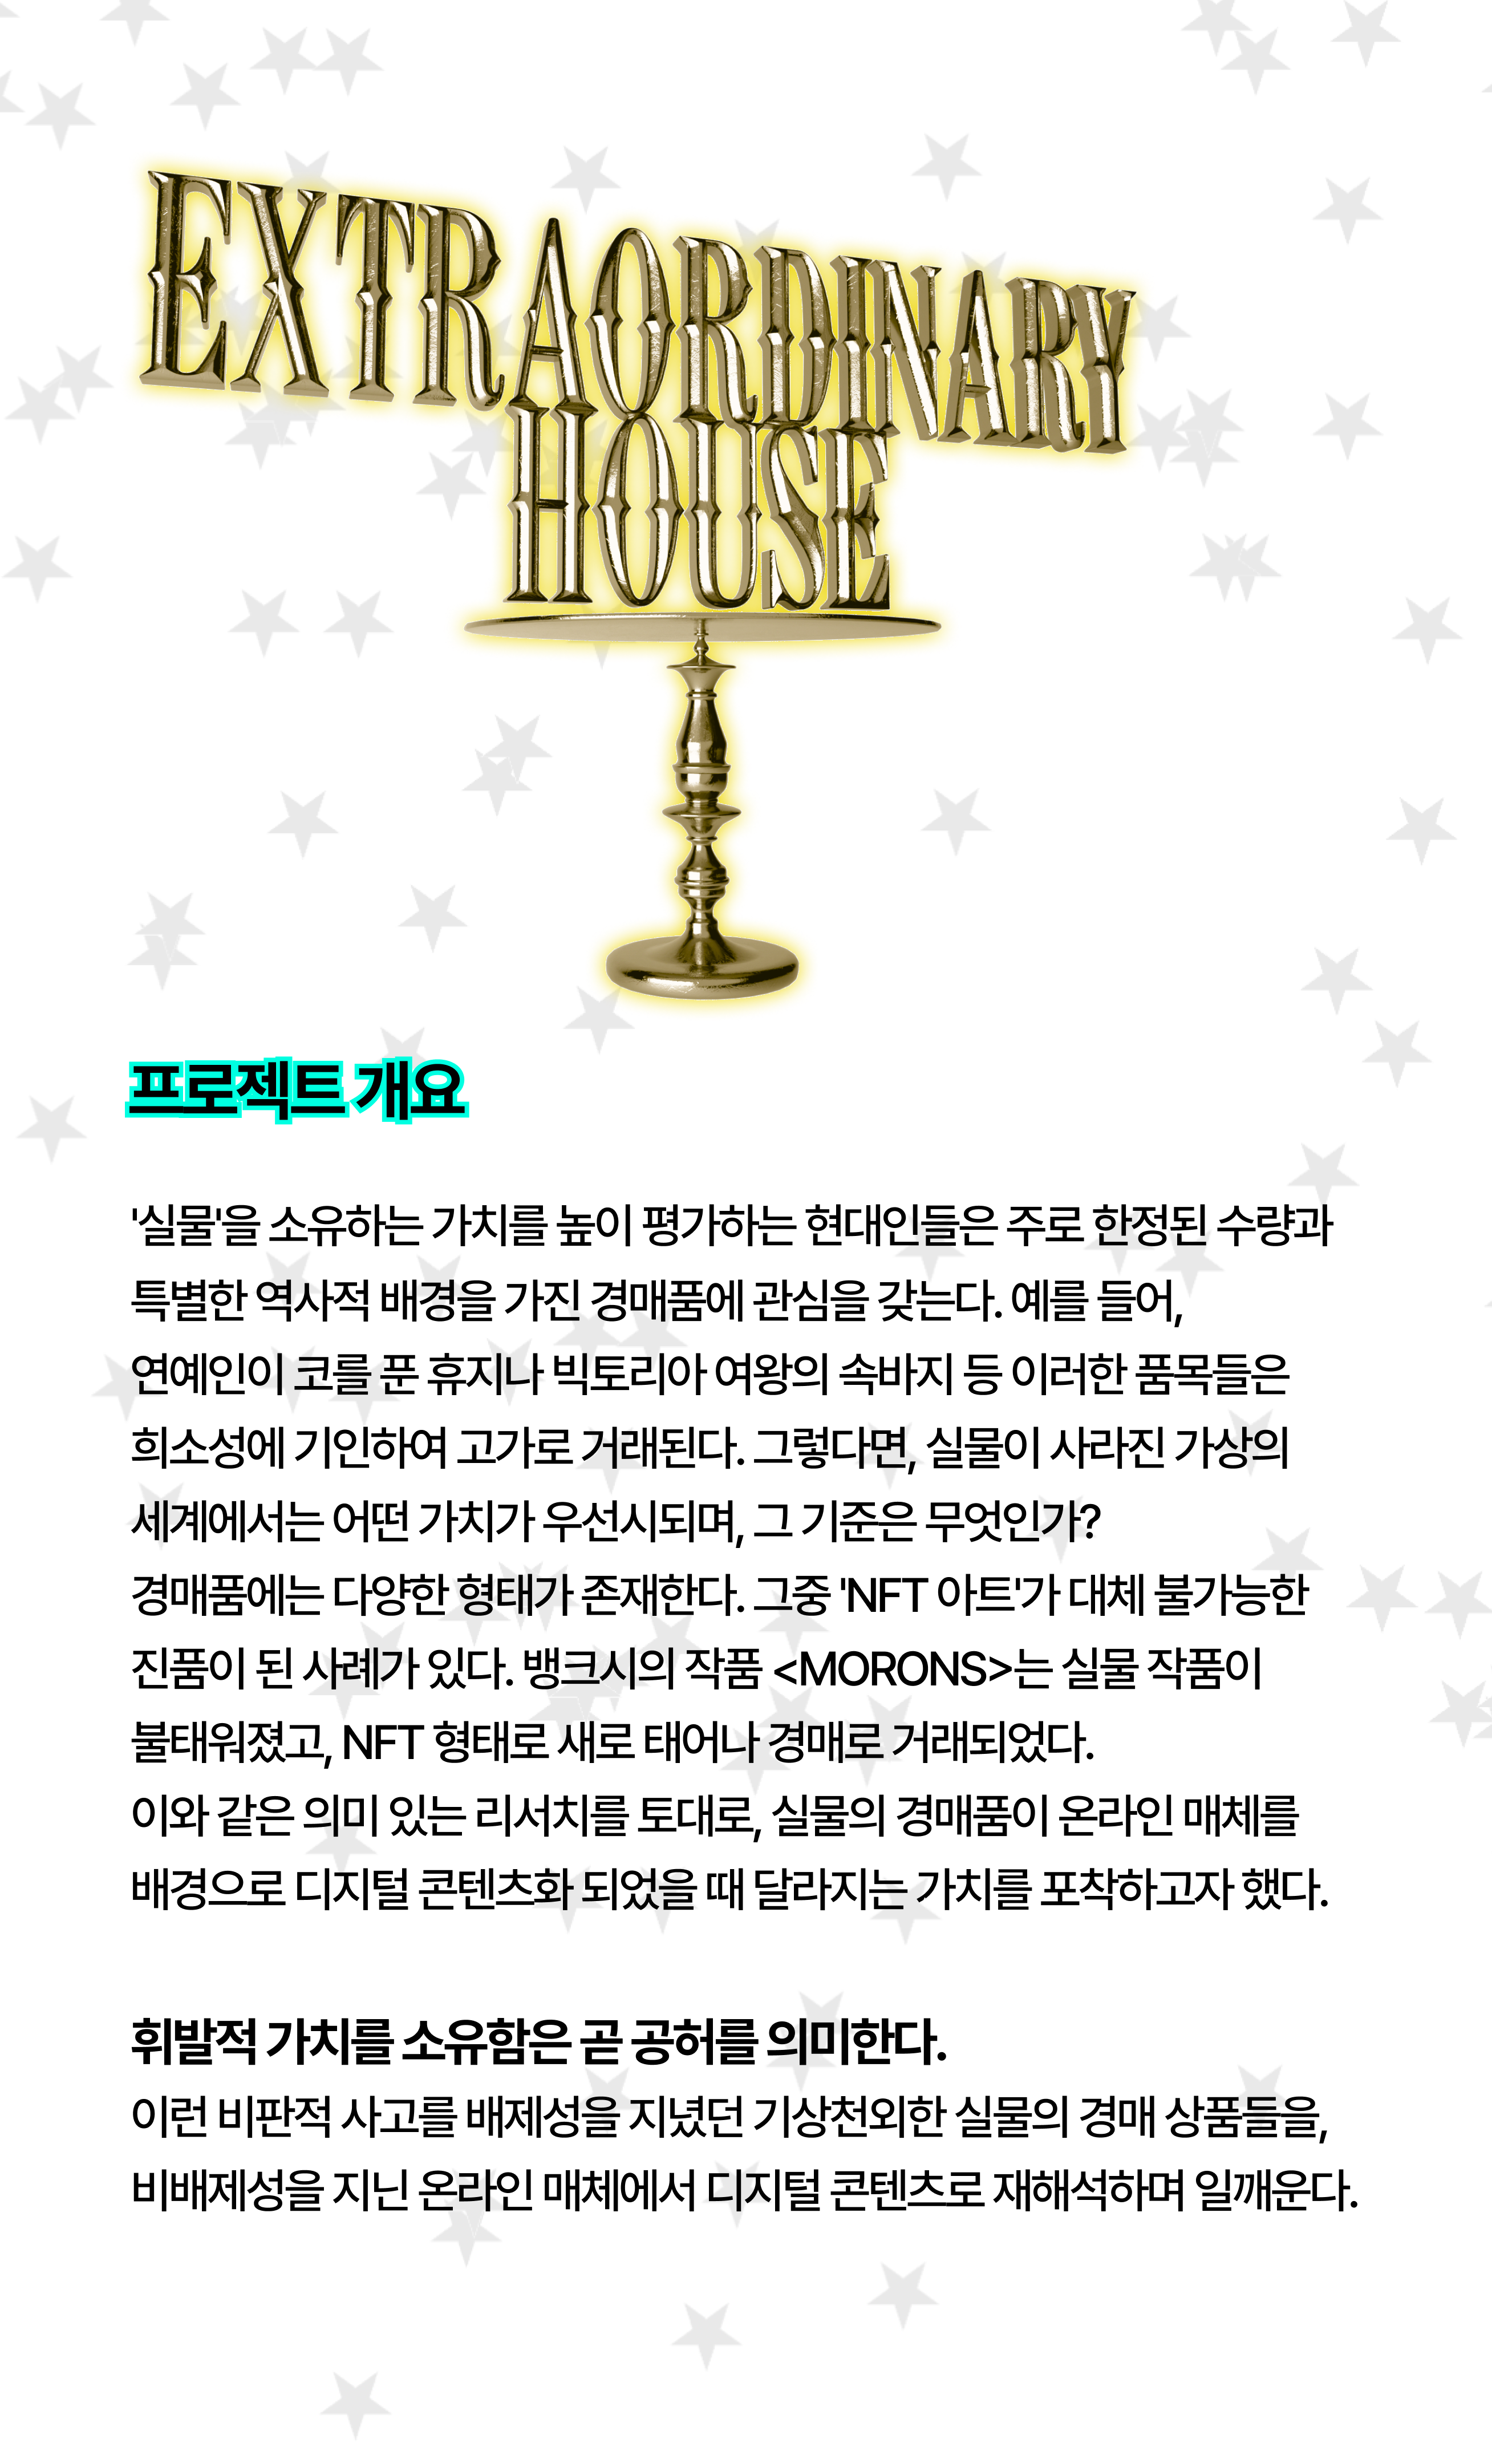 EXTRAORDINARY
HOUSE
프로젝트 개요
'실물'을 소유하는 가치를 높이 평가하는 현대인들은 주로 한정된 수량과
특별한 역사적 배경을 가진 경매품에 관심을 갖는다. 예를 들어,
연예인이 코를 푼 휴지나 빅토리아 여왕의 속바지 등 이러한 품목들은
희소성에 기인하여 고가로 거래된다. 그렇다면, 실물이 사라진 가상의
세계에서는 어떤 가치가 우선시되며, 그 기준은 무엇인가?
경매품에는 다양한 형태가 존재한다. 그중 'NFT 아트'가 대체 불가능한
진품이 된 사례가 있다. 뱅크시의 작품 <MORONS>는 실물 작품이
불태워졌고, NFT 형태로 새로 태어나 경매로 거래되었다.
이와 같은 의미 있는 리서치를 토대로, 실물의 경매품이 온라인 매체를
배경으로 디지털 콘텐츠화 되었을 때 달라지는 가치를 포착하고자 했다.
휘발적 가치를 소유함은 곧 공허를 의미한다.
이런 비판적 사고를 배제성을 지녔던 기상천외한 실물의 경매 상품들을,
비배제성을 지닌 온라인 매체에서 디지털 콘텐츠로 재해석하며 일깨운다.